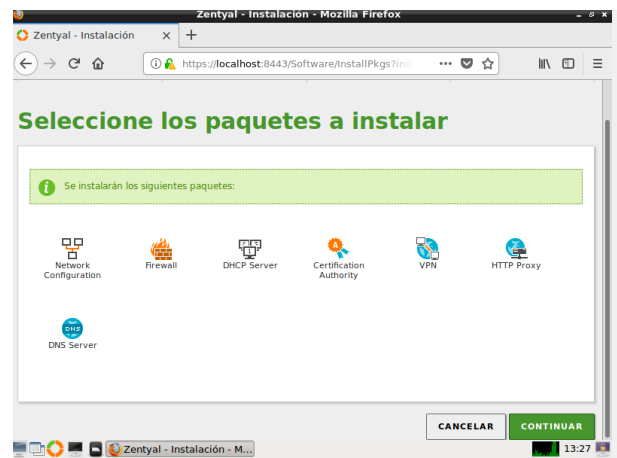 Zentyal - Instalación - Mozilla Firefox
Zentyal - Instalación
https://localhost:8443/Software/InstallPkgs?ins
Seleccione los paquetes a instalar
Se instalarán los siguientes paquetes:
Network Configuration
Firewall
DHCP Server
Certification Authority
VPN
HTTP Proxy
DNS
DNS Server
CANCELAR
CONTINUAR
Zentyal - Instalación - M...
13:27